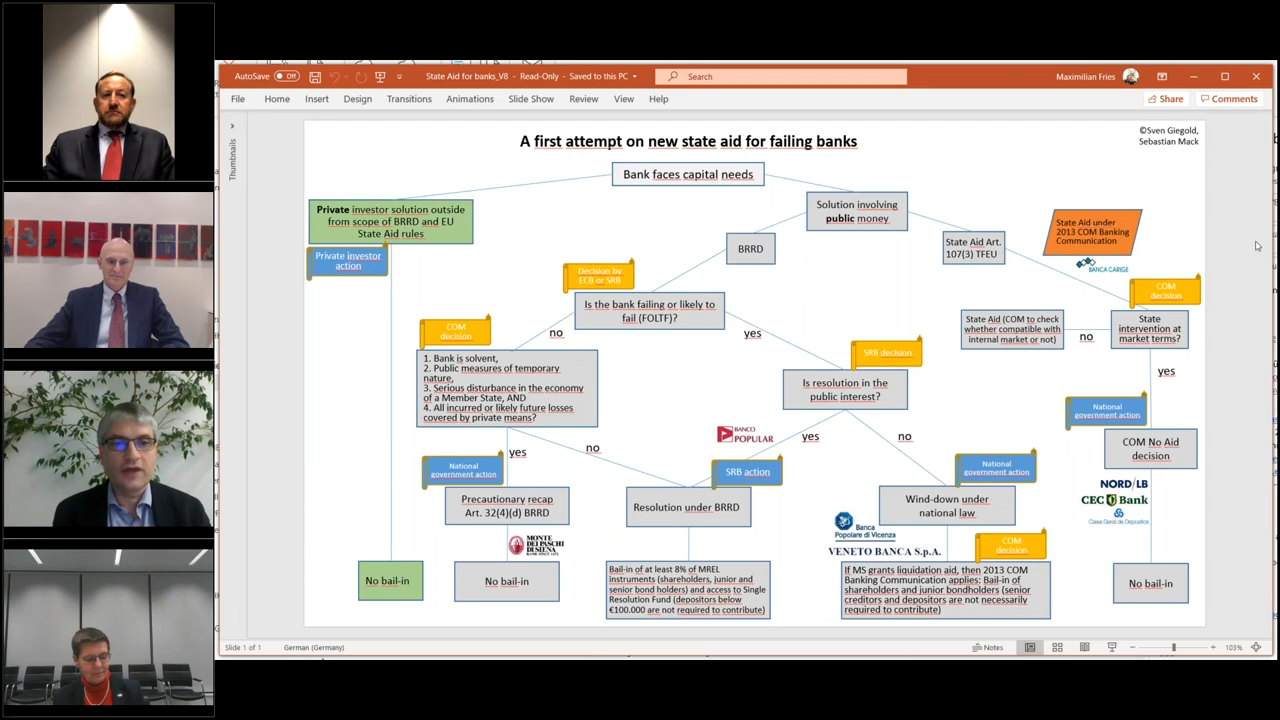 AutoSave
Off
State Aid for banks_V8 - Read-Only - Saved to this PC
Search
Maximilian Fries
File Home Insert Design Transitions Animations Slide Show Review View Help
Share
Comments
Thumbnails
A first attempt on new state aid for failing banks
©Sven Giegold,
Sebastian Mack
Bank faces capital needs
Private investor solution outside
from scope of BRRD and EU
State Aid rules
Private investor
action
Solution involving
public money
BRRD
State Aid Art.
107(3) TFEU
State Aid under
2013 COM Banking
Communication
BANCA CARIGE
Decision by
ECB or SRB
COM
decision
Is the bank failing or likely to
fail (FOLTF)?
no
yes
State Aid (COM to check
whether compatible with
internal market or not)
no
State
intervention at
market terms?
yes
COM
decision
1. Bank is solvent,
2. Public measures of temporary
nature,
3. Serious disturbance in the economy
of a Member State, AND
4. All incurred or likely future losses
covered by private means?
SRB decision
Is resolution in the
public interest?
National
government action
COM No Aid
decision
BANCO
POPULAR
yes
no
yes
no
National
government action
SRB action
National
government action
Precautionary recap
Art. 32(4)(d) BRRD
Resolution under BRRD
Wind-down under
national law
NORD/LB
CEC Bank
Caixa Geral de Depositos
MONTE
DEI PASCHI
DI SIENA
BANCA DAL 1472
Banca
Popolare di Vicenza
VENETO BANCA S.p.A.
COM
decision
No bail-in
No bail-in
Bail-in of at least 8% of MREL
instruments (shareholders, junior and
senior bond holders) and access to Single
Resolution Fund (depositors below
€100.000 are not required to contribute)
If MS grants liquidation aid, then 2013 COM
Banking Communication applies: Bail-in of
shareholders and junior bondholders (senior
creditors and depositors are not necessarily
required to contribute)
No bail-in
Slide 1 of 1
German (Germany)
Notes
103%